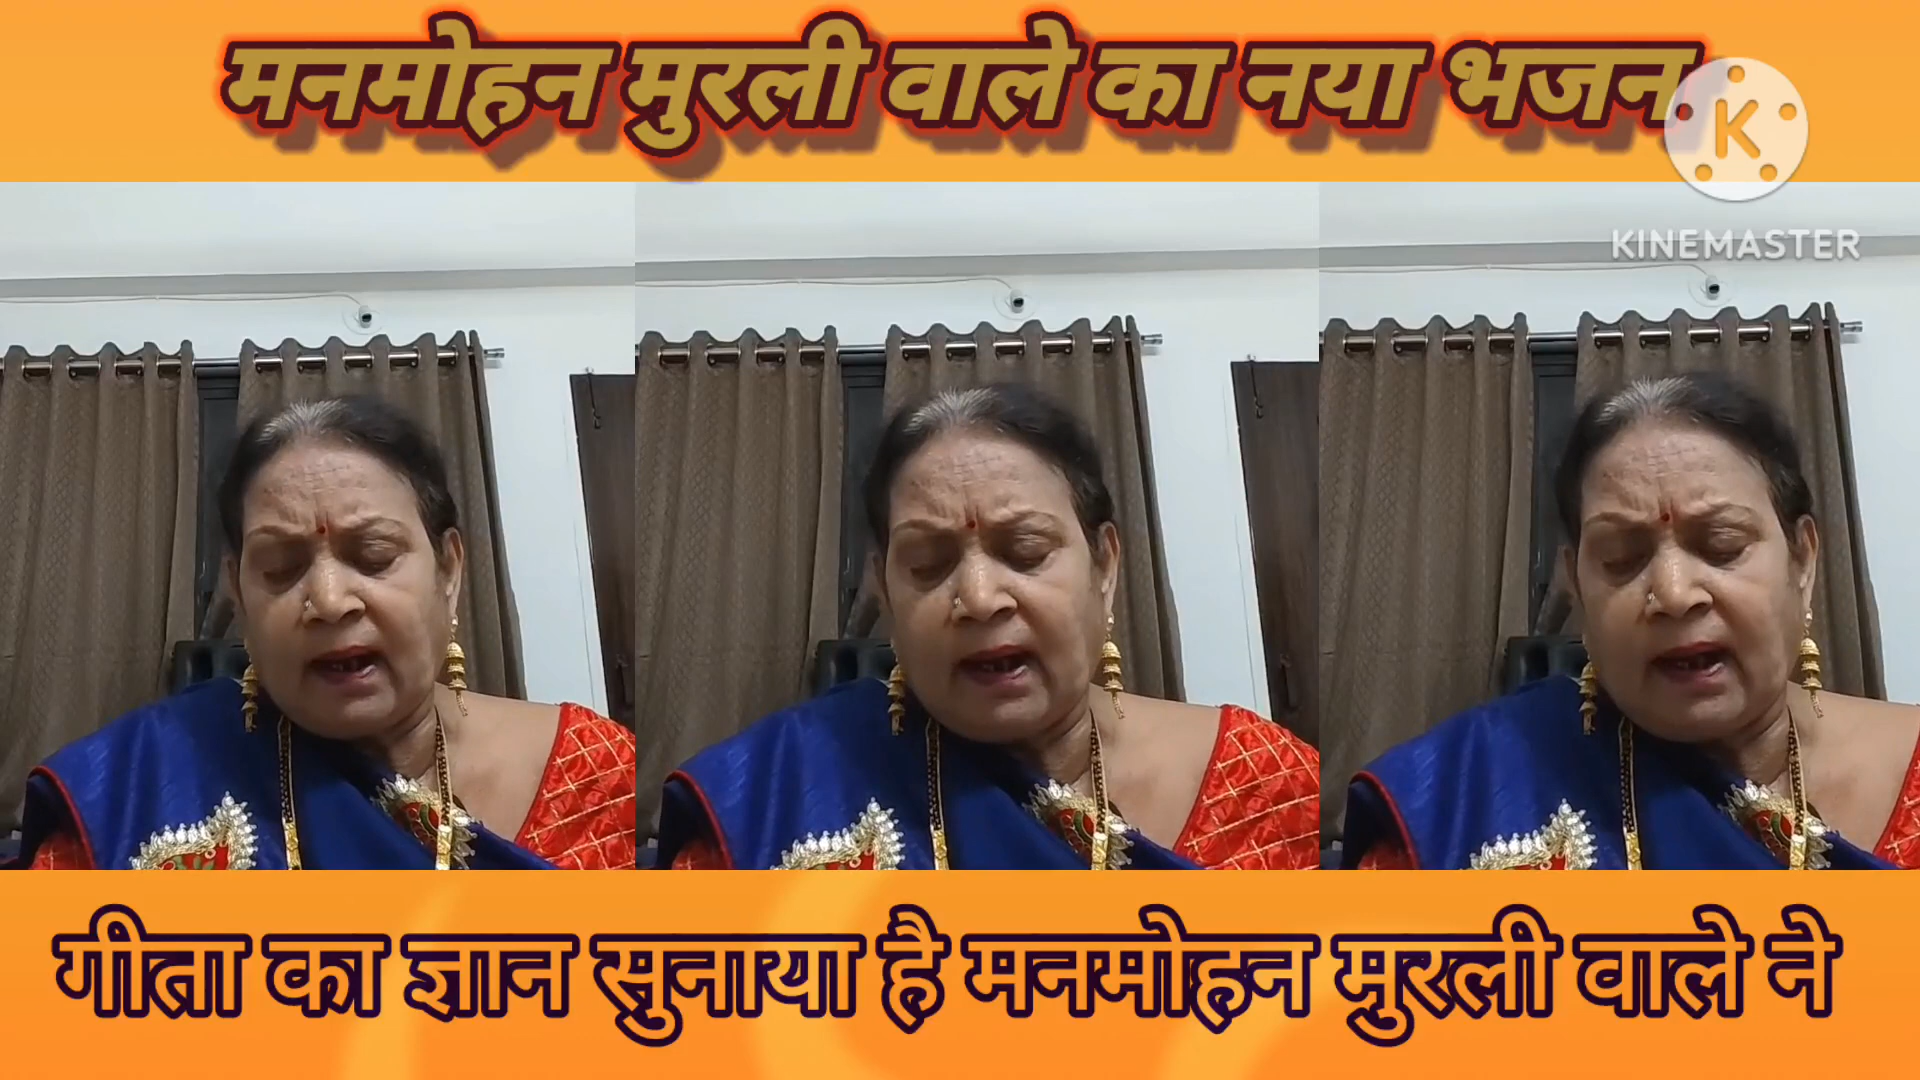 मनमोहन मुरली वाले का नया भजन
K
KINEMASTER
गीता का ज्ञान सुनाया है मनमोहन मुरली वाले ने